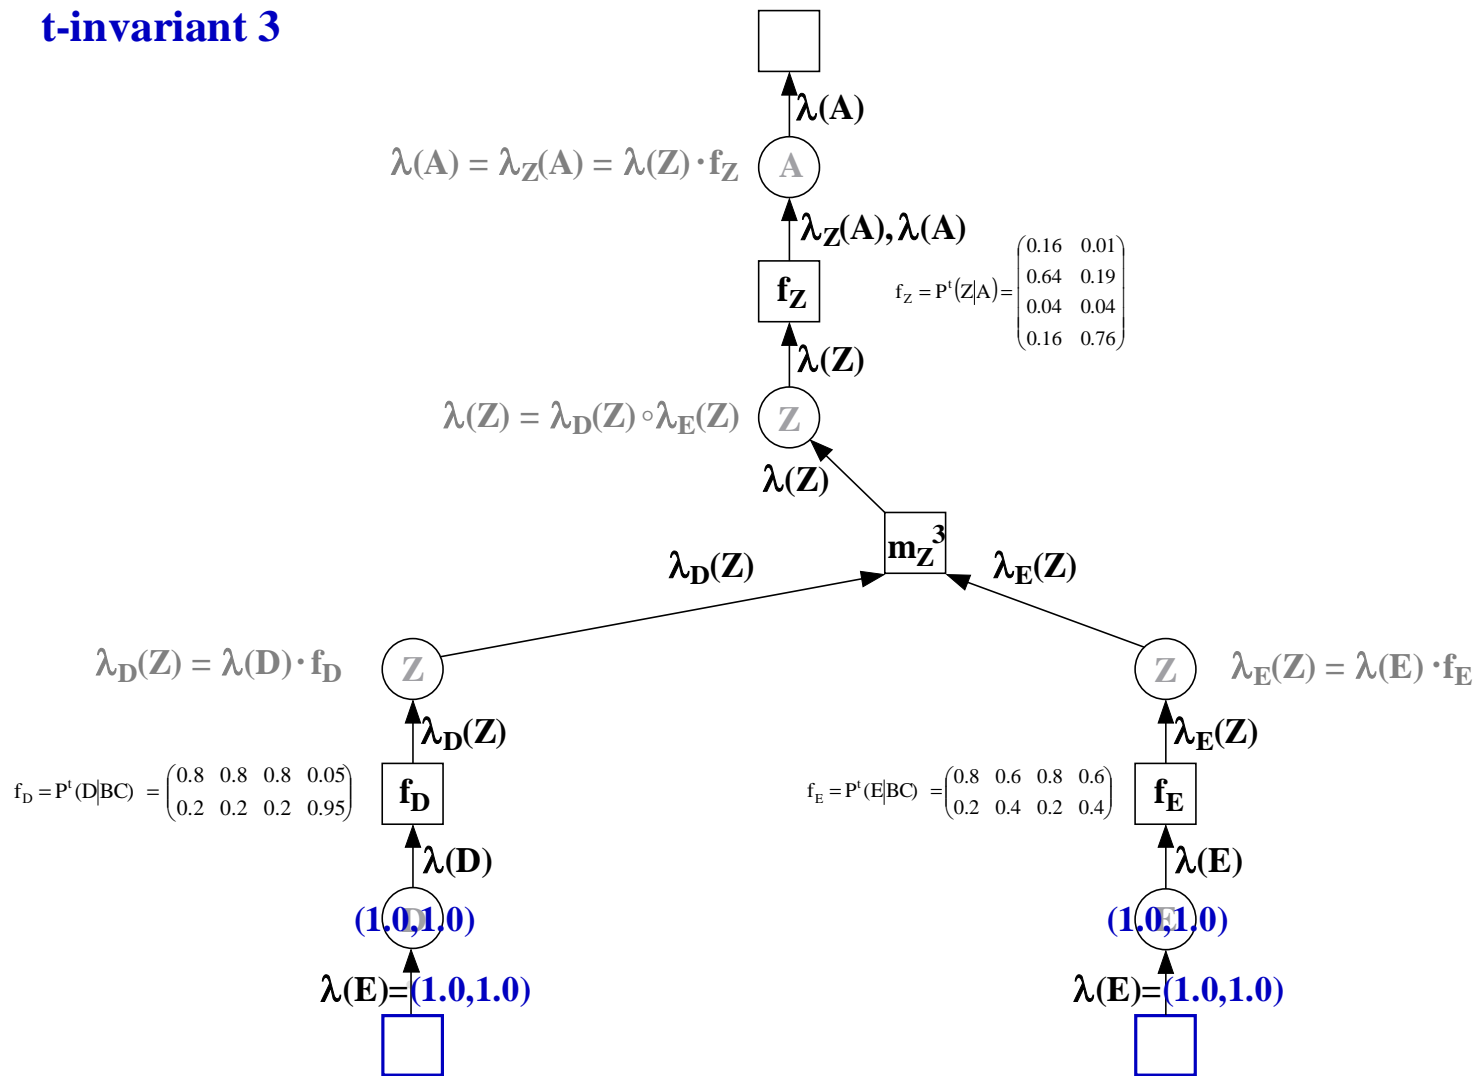 t-invariant 3
λ(A)
λ(A) = λZ(A) = λ(Z)·fZ
A
λZ(A), λ(A)
fZ
fZ = Pt(Z|A) =
0.16 0.01
0.64 0.19
0.04 0.04
0.16 0.76
λ(Z)
λ(Z) = λD(Z)∘λE(Z)
Z
λ(Z)
mZ3
λD(Z)
λE(Z)
λD(Z) = λ(D)·fD
Z
Z
λE(Z) = λ(E)·fE
λD(Z)
λE(Z)
fD = Pt(D|BC) =
0.8 0.8 0.8 0.05
0.2 0.2 0.2 0.95
fD
fE = Pt(E|BC) =
0.8 0.6 0.8 0.6
0.2 0.4 0.2 0.4
fE
λ(D)
λ(E)
D
(1.0,1.0)
E
(1.0,1.0)
λ(E)=(1.0,1.0)
λ(E)=(1.0,1.0)